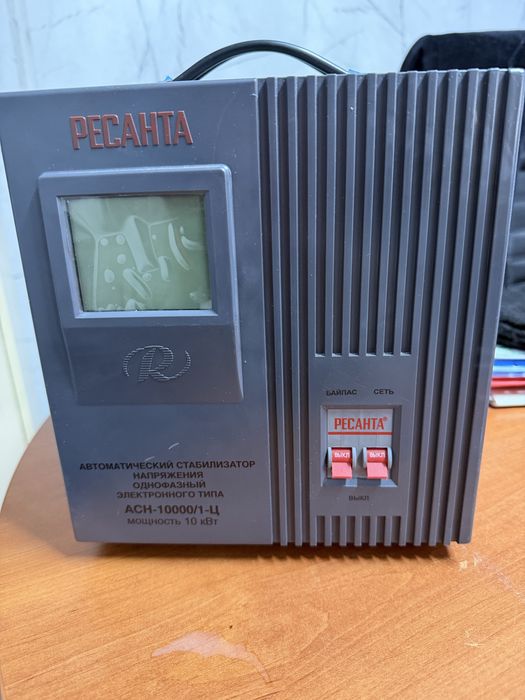 РЕСАНТА
R
БАЙПАС СЕТЬ
РЕСАНТА®
ВЫКЛ ВЫКЛ
ВЫКЛ
АВТОМАТИЧЕСКИЙ СТАБИЛИЗАТОР
НАПРЯЖЕНИЯ
ОДНОФАЗНЫЙ
ЭЛЕКТРОННОГО ТИПА
АСН-10000/1-Ц
МОЩНОСТЬ 10 кВт